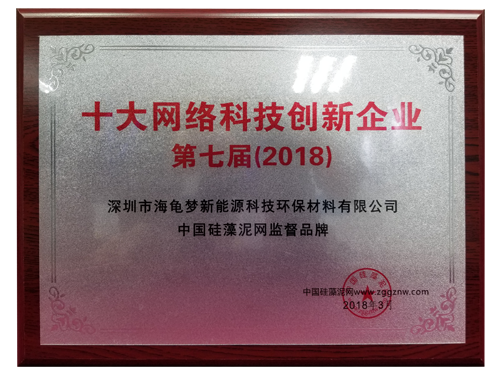 十大网络科技创新企业
第七届(2018)
深圳市海龟梦新能源科技环保材料有限公司
中国硅藻泥网监督品牌
中国硅藻泥网www.zggznw.com
2018年3月